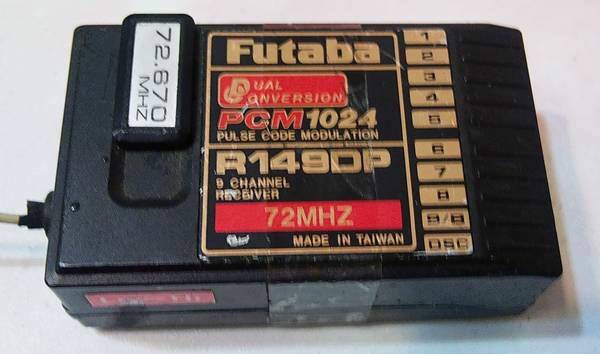 72.670
MHZ
Futaba
DUAL
CONVERSION
PCM1024
PULSE CODE MODULATION
R149DP
9 CHANNEL
RECEIVER
72MHZ
MADE IN TAIWAN
1
2
3
4
5
6
7
8
9/B
DSC